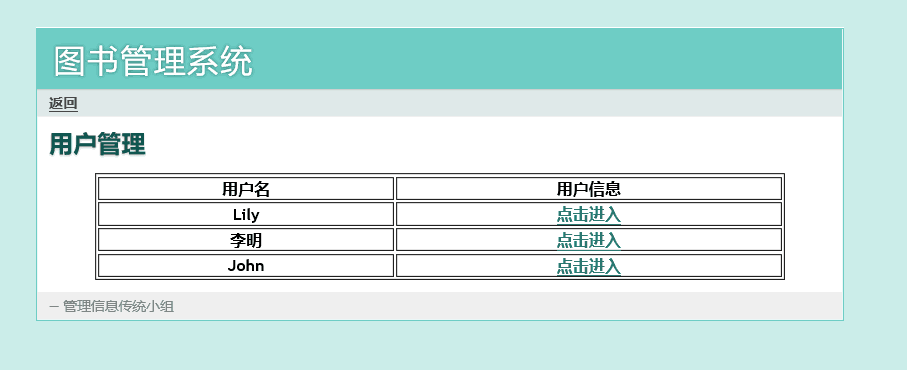 图书管理系统
返回
用户管理
用户名 用户信息
Lily 点击进入
李明 点击进入
John 点击进入
— 管理信息传统小组